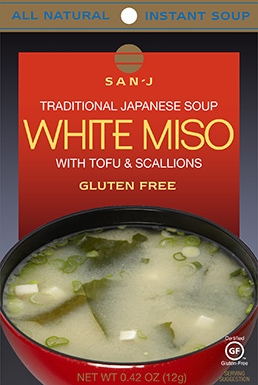 ALL NATURAL INSTANT SOUP
SAN-J
TRADITIONAL JAPANESE SOUP
WHITE MISO
WITH TOFU & SCALLIONS
GLUTEN FREE
Certified
GF
Gluten-Free
SERVING
SUGGESTION
NET WT 0.42 OZ (12g)